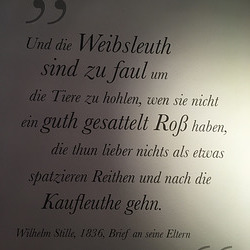 „
Und die Weibsleuth
sind zu faul um
die Tiere zu hohlen, wen sie nicht
ein guth gesattelt Roß haben,
die thun lieber nichts als etwas
spatzieren Reithen und nach die
Kaufleuthe gehn.
Wilhelm Stille, 1836, Brief an seine Eltern
“